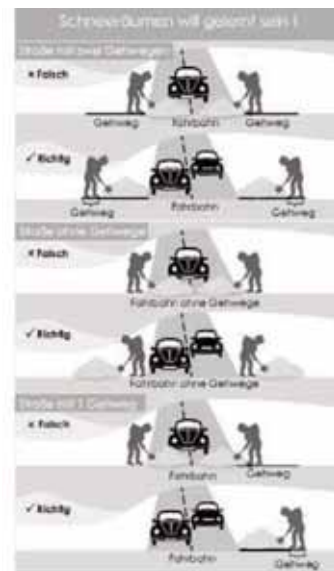 Schneeräumen will gelernt sein !
Straße mit zwei Gehwegen
× Falsch
Gehweg Fahrbahn Gehweg
✓ Richtig
Gehweg Fahrbahn Gehweg
Straße ohne Gehwege
× Falsch
Fahrbahn ohne Gehwege
✓ Richtig
Fahrbahn ohne Gehwege
Straße mit 1 Gehweg
× Falsch
Fahrbahn Gehweg
✓ Richtig
Fahrbahn Gehweg